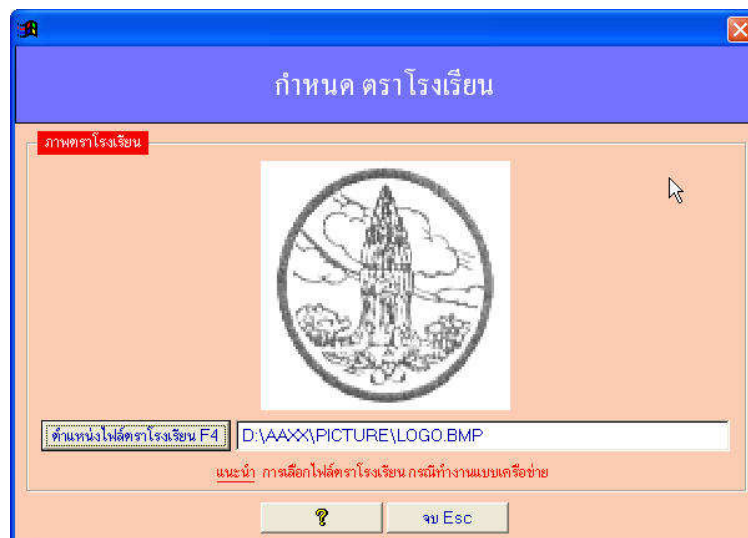 กำหนด ตราโรงเรียน
ภาพตราโรงเรียน
ตำแหน่งไฟล์ตราโรงเรียน F4 D:\AAXX\PICTURE\LOGO.BMP
แนะนำ การเลือกไฟล์ตราโรงเรียน กรณีทำงานแบบเครือข่าย
? จบ Esc